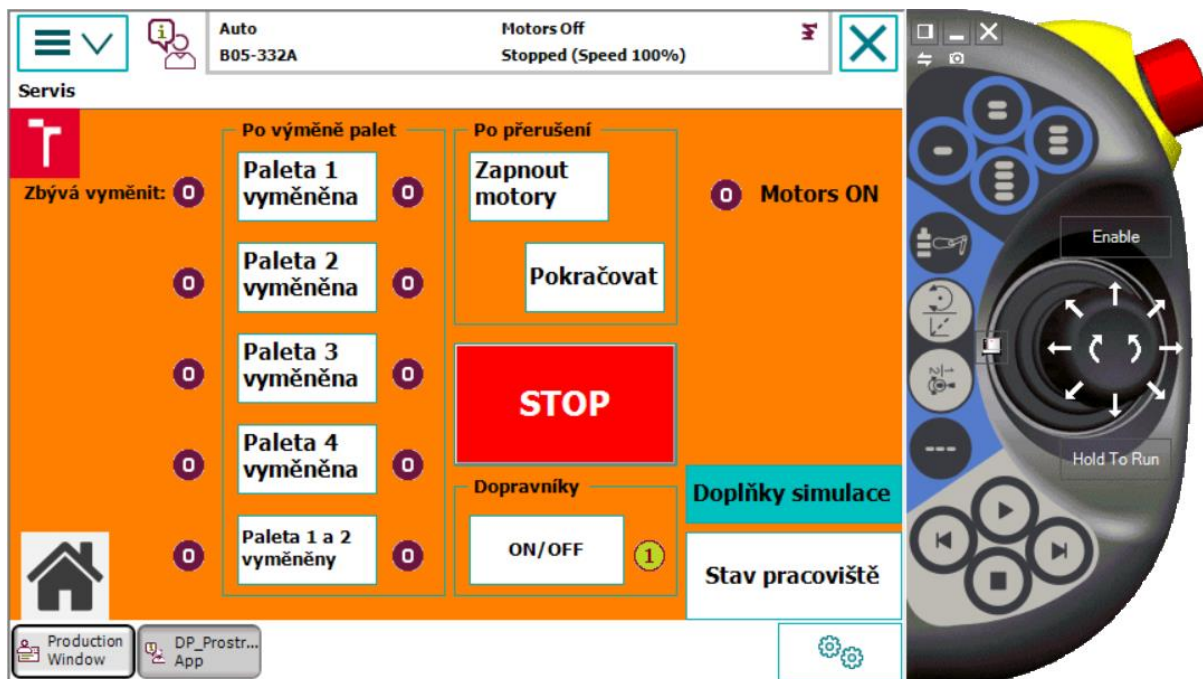 Auto
B05-332A
Motors Off
Stopped (Speed 100%)
Servis
Zbývá vyměnit:
0
0
0
0
0
Po výměně palet
Paleta 1
vyměněna
0
Paleta 2
vyměněna
0
Paleta 3
vyměněna
0
Paleta 4
vyměněna
0
Paleta 1 a 2
vyměněny
0
Po přerušení
Zapnout
motory
Pokračovat
STOP
Dopravníky
ON/OFF
1
0 Motors ON
Doplňky simulace
Stav pracoviště
Production
Window
DP_Prostr...
App
Enable
Hold To Run